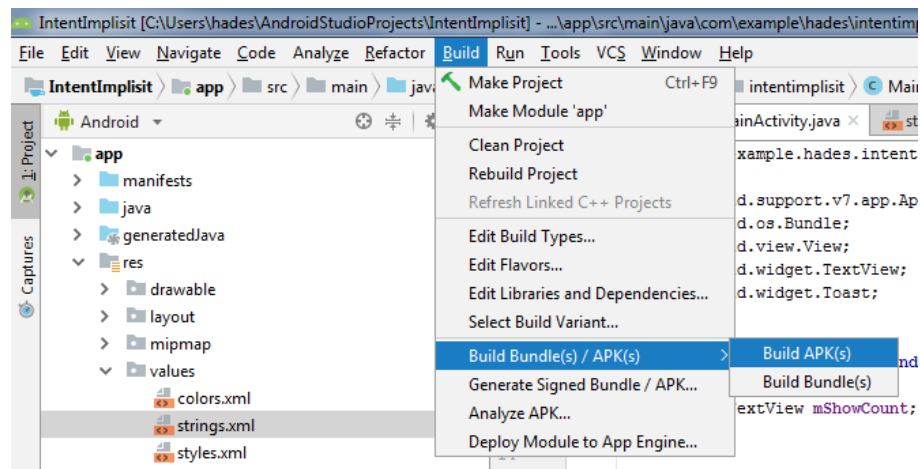 IntentImplisit [C:\Users\hades\AndroidStudioProjects\IntentImplisit] - ...\app\src\main\java\com\example\hades\intentimp
File Edit View Navigate Code Analyze Refactor Build Run Tools VCS Window Help
IntentImplisit app src main java intentimplisit C Mai
Android
ainActivity.java × st
1: Project
Captures
app
manifests
java
generatedJava
res
drawable
layout
mipmap
values
colors.xml
strings.xml
styles.xml
Make Project Ctrl+F9
Make Module 'app'
Clean Project
Rebuild Project
Refresh Linked C++ Projects
Edit Build Types...
Edit Flavors...
Edit Libraries and Dependencies...
Select Build Variant...
Build Bundle(s) / APK(s)
Generate Signed Bundle / APK...
Analyze APK...
Deploy Module to App Engine...
Build APK(s)
Build Bundle(s)
xample.hades.intent
d.support.v7.app.Ap
d.os.Bundle;
d.view.View;
d.widget.TextView;
d.widget.Toast;
nd
extView mShowCount;